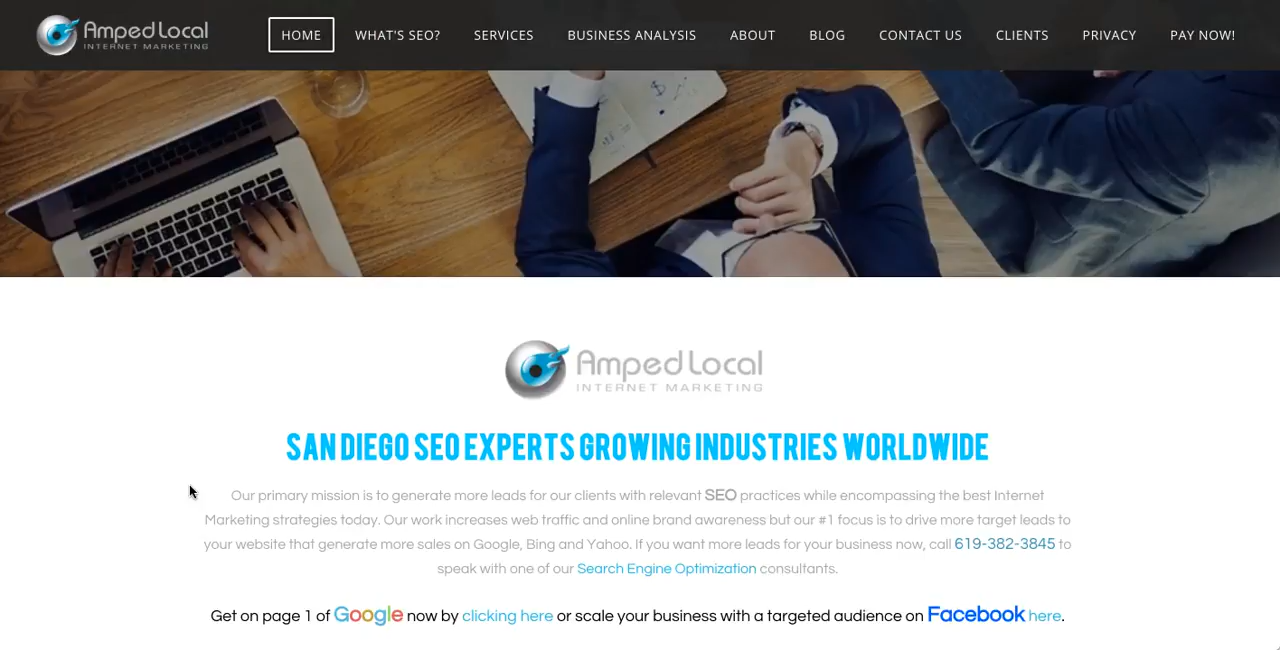 Amped Local
INTERNET MARKETING
HOME WHAT'S SEO? SERVICES BUSINESS ANALYSIS ABOUT BLOG CONTACT US CLIENTS PRIVACY PAY NOW!
Amped Local
INTERNET MARKETING
SAN DIEGO SEO EXPERTS GROWING INDUSTRIES WORLDWIDE
Our primary mission is to generate more leads for our clients with relevant SEO practices while encompassing the best Internet
Marketing strategies today. Our work increases web traffic and online brand awareness but our #1 focus is to drive more target leads to
your website that generate more sales on Google, Bing and Yahoo. If you want more leads for your business now, call 619-382-3845 to
speak with one of our Search Engine Optimization consultants.
Get on page 1 of Google now by clicking here or scale your business with a targeted audience on Facebook here.